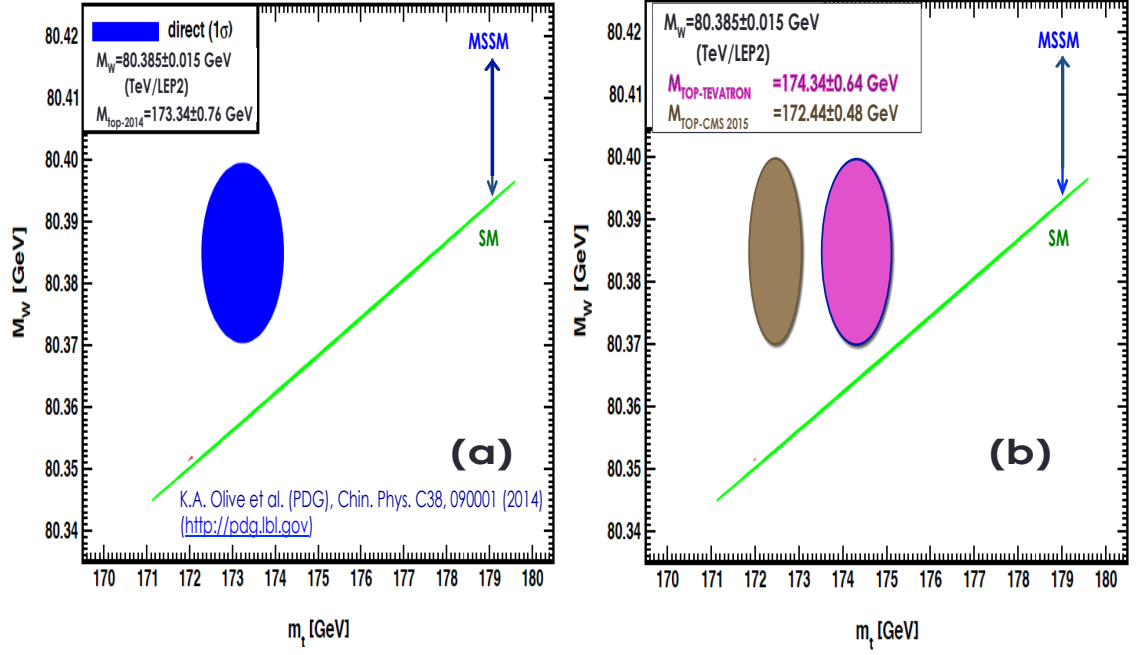 direct (1σ)
M_W=80.385±0.015 GeV
(TeV/LEP2)
M_top-2014=173.34±0.76 GeV
MSSM
SM
80.42
80.41
80.40
80.39
80.38
80.37
80.36
80.35
80.34
M_W [GeV]
(a)
K.A. Olive et al. (PDG), Chin. Phys. C38, 090001 (2014)
(http://pdg.lbl.gov)
170 171 172 173 174 175 176 177 178 179 180
m_t [GeV]
M_W=80.385±0.015 GeV
(TeV/LEP2)
M_TOP-TEVATRON =174.34±0.64 GeV
M_TOP-CMS 2015 =172.44±0.48 GeV
MSSM
SM
80.42
80.41
80.40
80.39
80.38
80.37
80.36
80.35
80.34
M_W [GeV]
(b)
170 171 172 173 174 175 176 177 178 179 180
m_t [GeV]